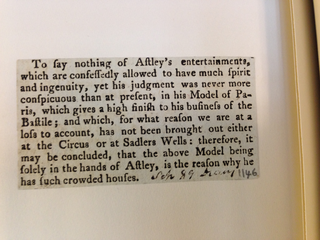 To ſay nothing of Aſtley's entertainments,
which are confeſſedly allowed to have much ſpirit
and ingenuity, yet his judgment was never more
conſpicuous than at preſent, in his Model of Pa-
ris, which gives a high finiſh to his buſineſs of the
Baſtile; and which, for what reaſon we are at a
loſs to account, has not been brought out either
at the Circus or at Sadlers Wells: therefore, it
may be concluded, that the above Model being
ſolely in the hands of Aſtley, is the reaſon why he
has ſuch crowded houſes. 89 1146